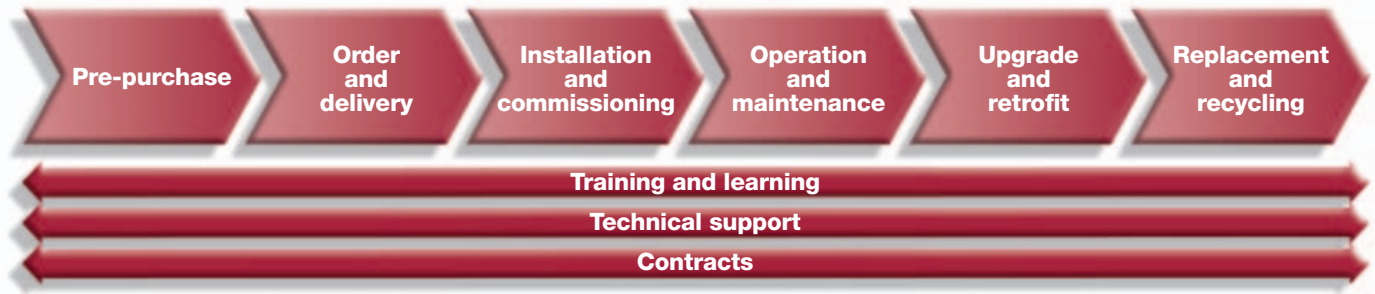 Pre-purchase
Order
and
delivery
Installation
and
commissioning
Operation
and
maintenance
Upgrade
and
retrofit
Replacement
and
recycling
Training and learning
Technical support
Contracts